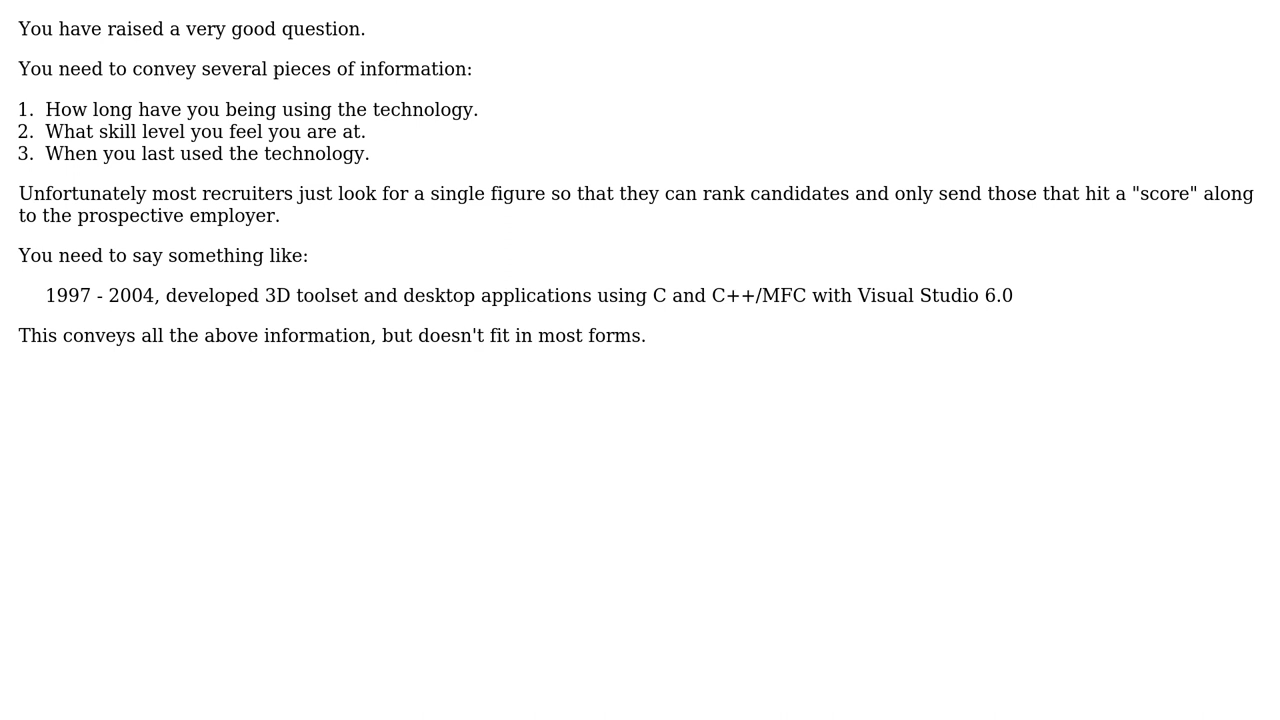 You have raised a very good question.
You need to convey several pieces of information:
1. How long have you being using the technology.
2. What skill level you feel you are at.
3. When you last used the technology.
Unfortunately most recruiters just look for a single figure so that they can rank candidates and only send those that hit a "score" along
to the prospective employer.
You need to say something like:
1997 - 2004, developed 3D toolset and desktop applications using C and C++/MFC with Visual Studio 6.0
This conveys all the above information, but doesn't fit in most forms.